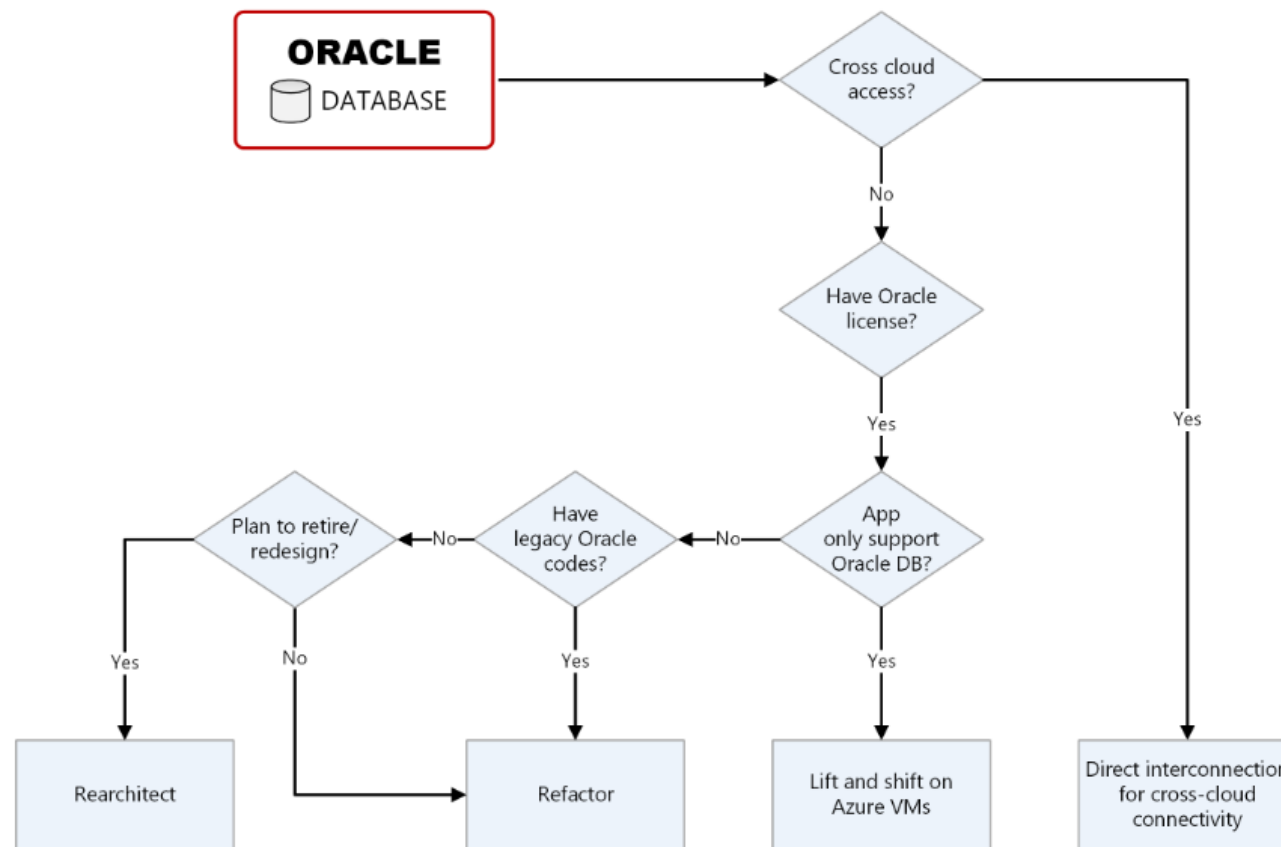 ORACLE
DATABASE
Cross cloud
access?
No
Have Oracle
license?
Yes
Yes
Plan to retire/
redesign?
No
Have
legacy Oracle
codes?
No
App
only support
Oracle DB?
Yes
No
Yes
Yes
Rearchitect
Refactor
Lift and shift on
Azure VMs
Direct interconnection
for cross-cloud
connectivity